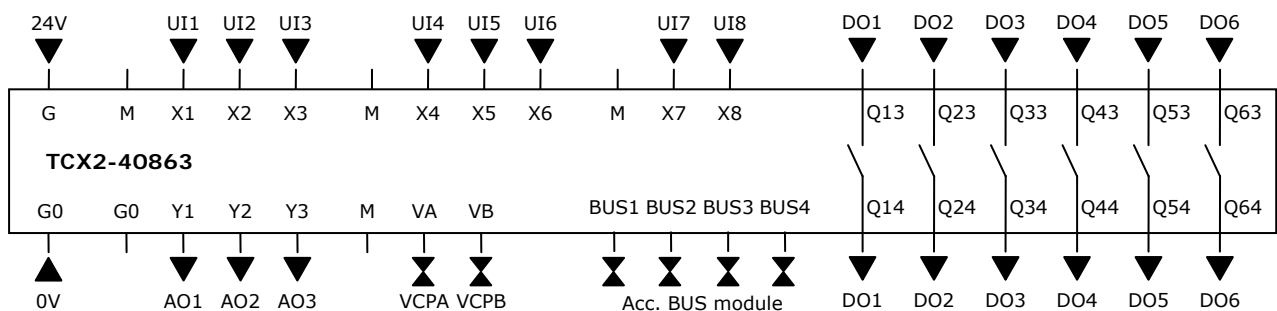 24V UI1 UI2 UI3 UI4 UI5 UI6 UI7 UI8 DO1 DO2 DO3 DO4 DO5 DO6
G M X1 X2 X3 M X4 X5 X6 M X7 X8 Q13 Q23 Q33 Q43 Q53 Q63
TCX2-40863
G0 G0 Y1 Y2 Y3 M VA VB BUS1 BUS2 BUS3 BUS4 Q14 Q24 Q34 Q44 Q54 Q64
0V AO1 AO2 AO3 VCPA VCPB Acc. BUS module DO1 DO2 DO3 DO4 DO5 DO6